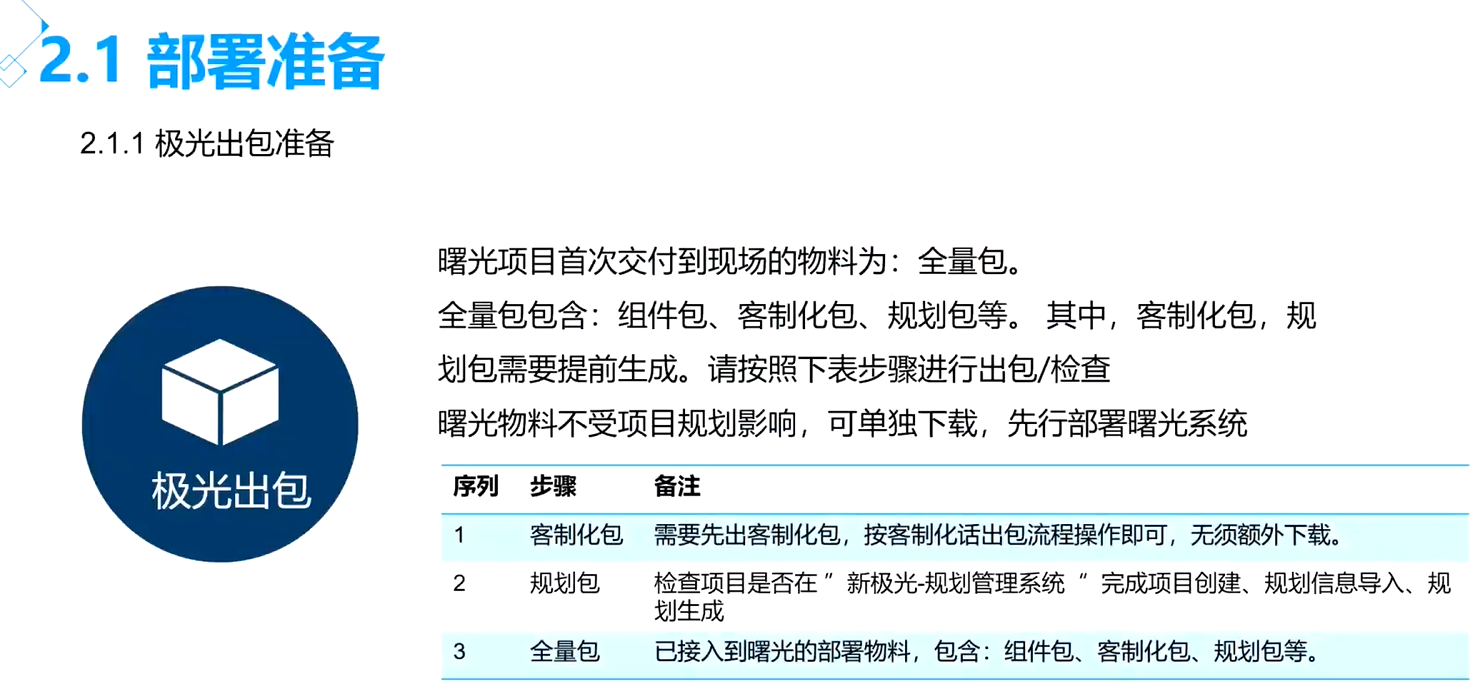 2.1 部署准备
2.1.1 极光出包准备
曙光项目首次交付到现场的物料为：全量包。
全量包包含：组件包、客制化包、规划包等。 其中，客制化包，规
划包需要提前生成。请按照下表步骤进行出包/检查
曙光物料不受项目规划影响，可单独下载，先行部署曙光系统
极光出包
序列 步骤 备注
1 客制化包 需要先出客制化包，按客制化话出包流程操作即可，无须额外下载。
2 规划包 检查项目是否在 ” 新极光-规划管理系统 “ 完成项目创建、规划信息导入、规
划生成
3 全量包 已接入到曙光的部署物料，包含：组件包、客制化包、规划包等。